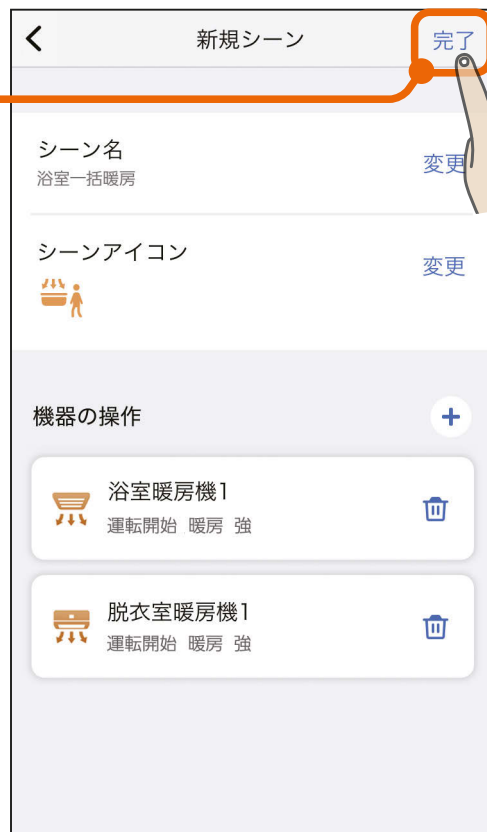 新規シーン
完了
シーン名
変更
浴室一括暖房
シーンアイコン
変更
機器の操作
浴室暖房機1
運転開始 暖房 強
脱衣室暖房機1
運転開始 暖房 強